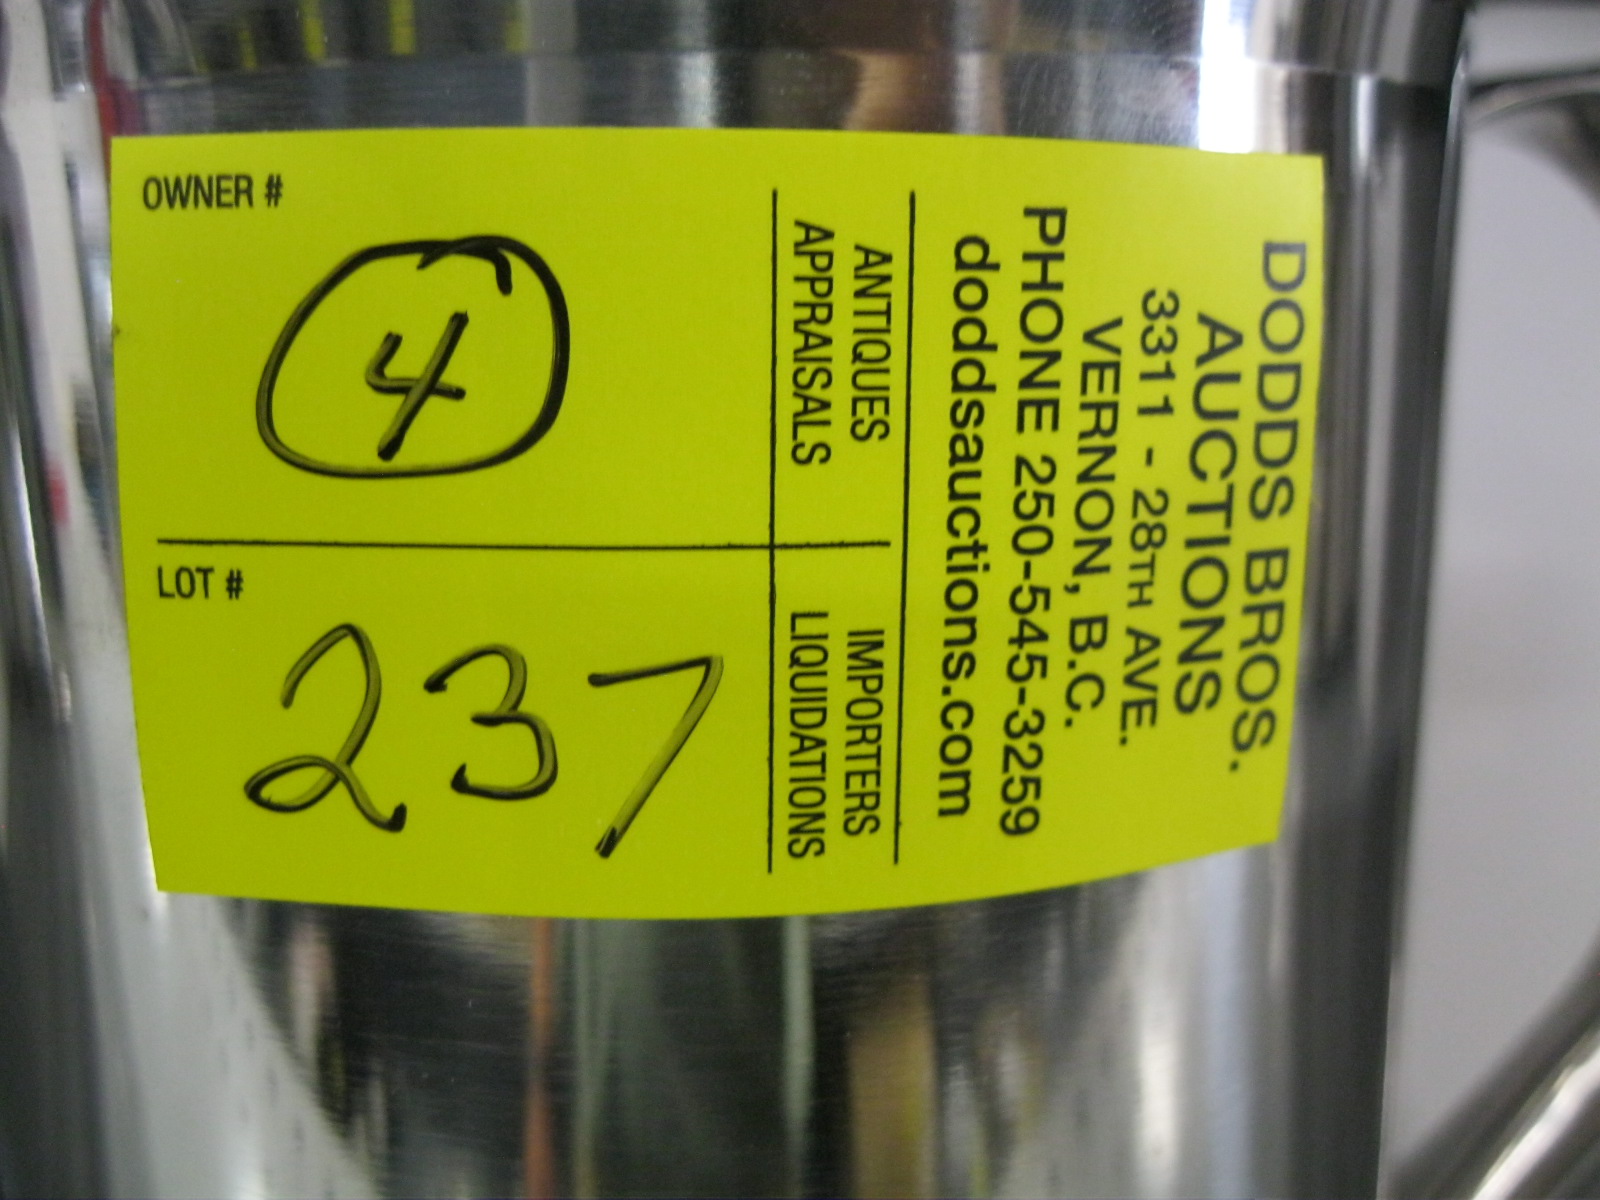 DODDS BROS.
AUCTIONS
3311 - 28TH AVE.
VERNON, B.C.
PHONE 250-545-3259
doddsauctions.com
ANTIQUES IMPORTERS
APPRAISALS LIQUIDATIONS
OWNER #
4
LOT #
237